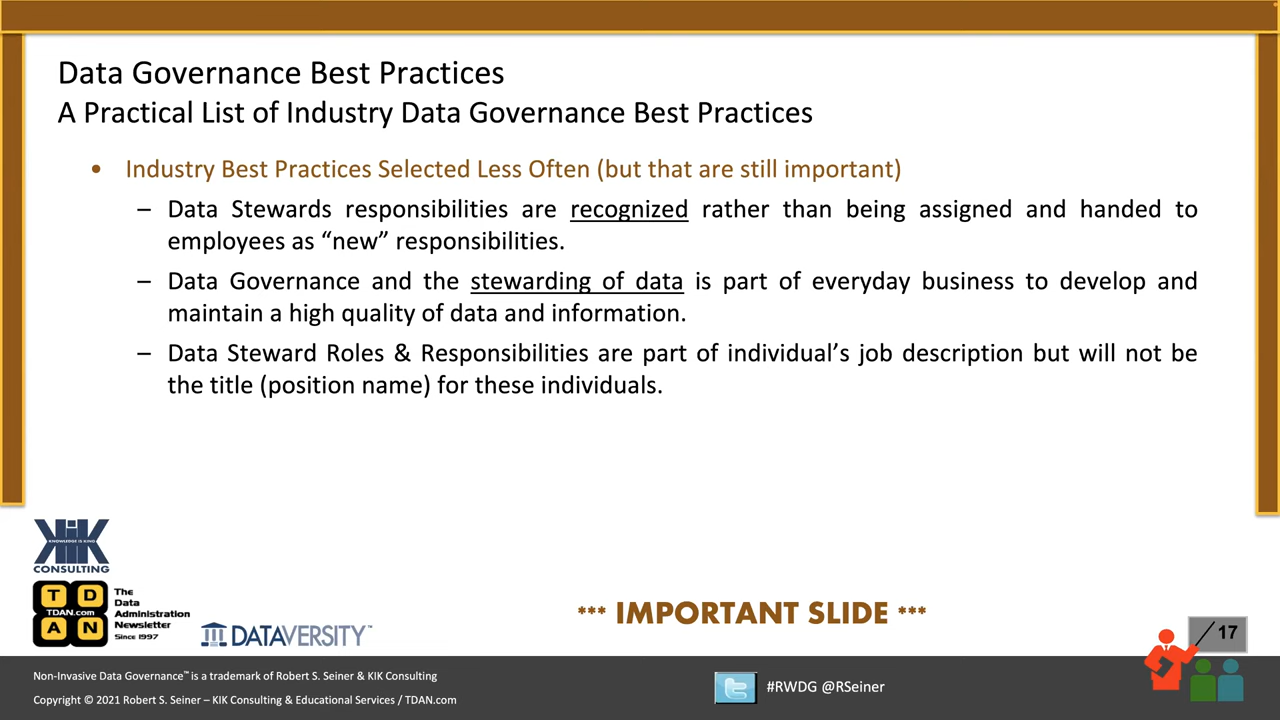 Data Governance Best Practices
A Practical List of Industry Data Governance Best Practices
• Industry Best Practices Selected Less Often (but that are still important)
– Data Stewards responsibilities are recognized rather than being assigned and handed to
employees as “new” responsibilities.
– Data Governance and the stewarding of data is part of everyday business to develop and
maintain a high quality of data and information.
– Data Steward Roles & Responsibilities are part of individual’s job description but will not be
the title (position name) for these individuals.
KIK
KNOWLEDGE IS KING
CONSULTING
T D
TDAN.com
A N
The
Data
Administration
Newsletter
Since 1997
DATAVERSITY™
*** IMPORTANT SLIDE ***
17
Non-Invasive Data Governance™ is a trademark of Robert S. Seiner & KIK Consulting
Copyright © 2021 Robert S. Seiner – KIK Consulting & Educational Services / TDAN.com
#RWDG @RSeiner